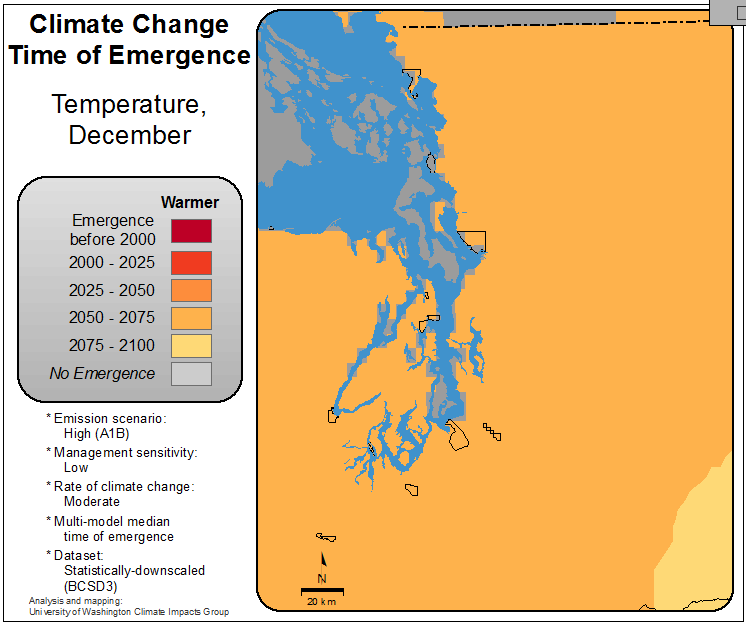 Climate Change
Time of Emergence
Temperature,
December
Warmer
Emergence
before 2000
2000 - 2025
2025 - 2050
2050 - 2075
2075 - 2100
No Emergence
* Emission scenario:
High (A1B)
* Management sensitivity:
Low
* Rate of climate change:
Moderate
* Multi-model median
time of emergence
* Dataset:
Statistically-downscaled
(BCSD3)
Analysis and mapping:
University of Washington Climate Impacts Group
N
20 km